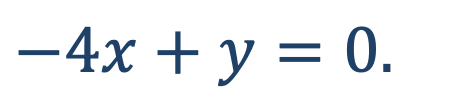 −4x + y = 0.